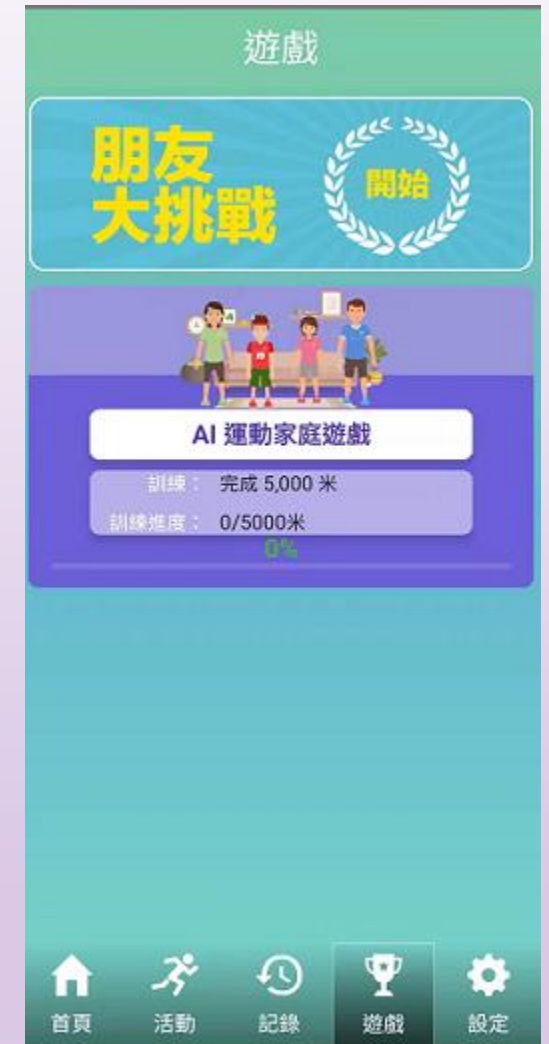 遊戲
朋友
大挑戰
開始
AI 運動家庭遊戲
訓練： 完成 5,000 米
訓練進度： 0/5000米
0%
首頁 活動 記錄 遊戲 設定